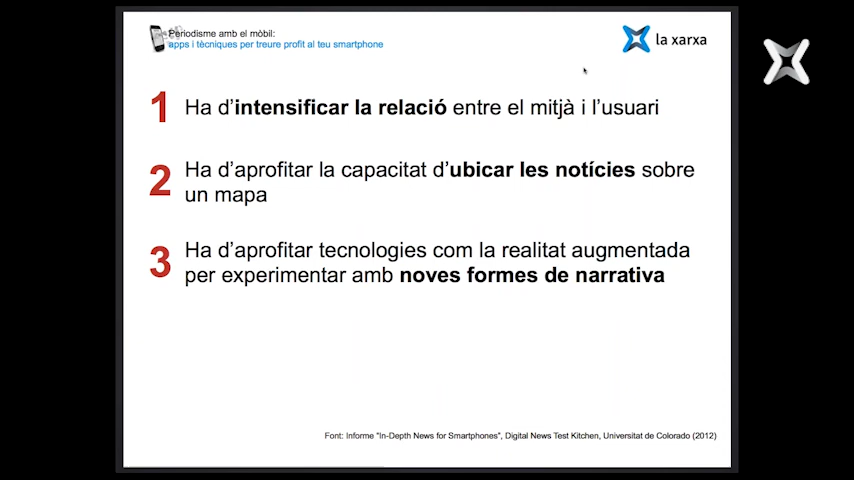 Periodisme amb el mòbil:
apps i tècniques per treure profit al teu smartphone
la xarxa
1 Ha d'intensificar la relació entre el mitjà i l'usuari
2 Ha d'aprofitar la capacitat d'ubicar les notícies sobre
un mapa
3 Ha d'aprofitar tecnologies com la realitat augmentada
per experimentar amb noves formes de narrativa
Font: Informe "In-Depth News for Smartphones", Digital News Test Kitchen, Universitat de Colorado (2012)